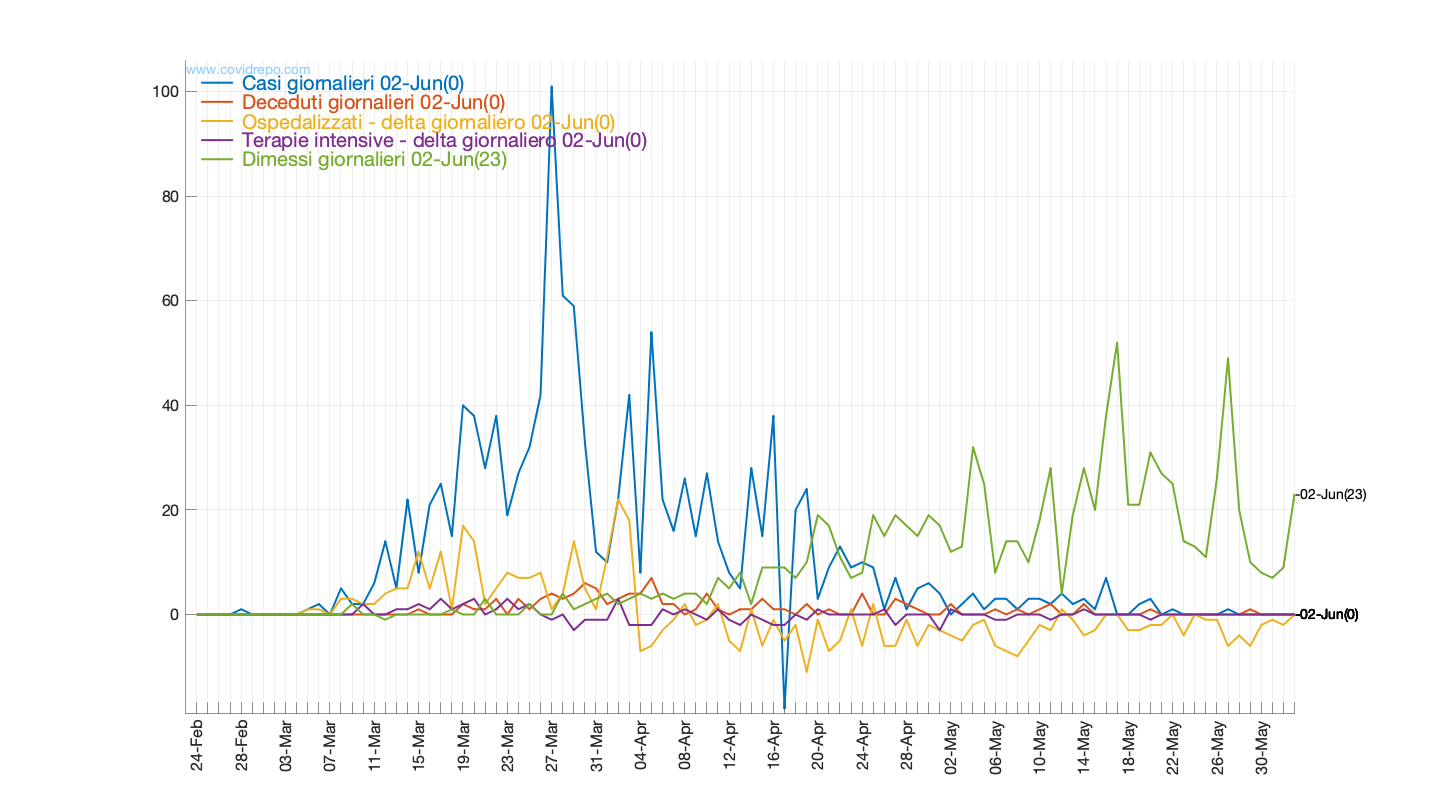 www.covidrepo.com
Casi giornalieri 02-Jun(0)
Deceduti giornalieri 02-Jun(0)
Ospedalizzati - delta giornaliero 02-Jun(0)
Terapie intensive - delta giornaliero 02-Jun(0)
Dimessi giornalieri 02-Jun(23)
100
80
60
40
20
0
02-Jun(23)
02-Jun(0)
24-Feb
28-Feb
03-Mar
07-Mar
11-Mar
15-Mar
19-Mar
23-Mar
27-Mar
31-Mar
04-Apr
08-Apr
12-Apr
16-Apr
20-Apr
24-Apr
28-Apr
02-May
06-May
10-May
14-May
18-May
22-May
26-May
30-May